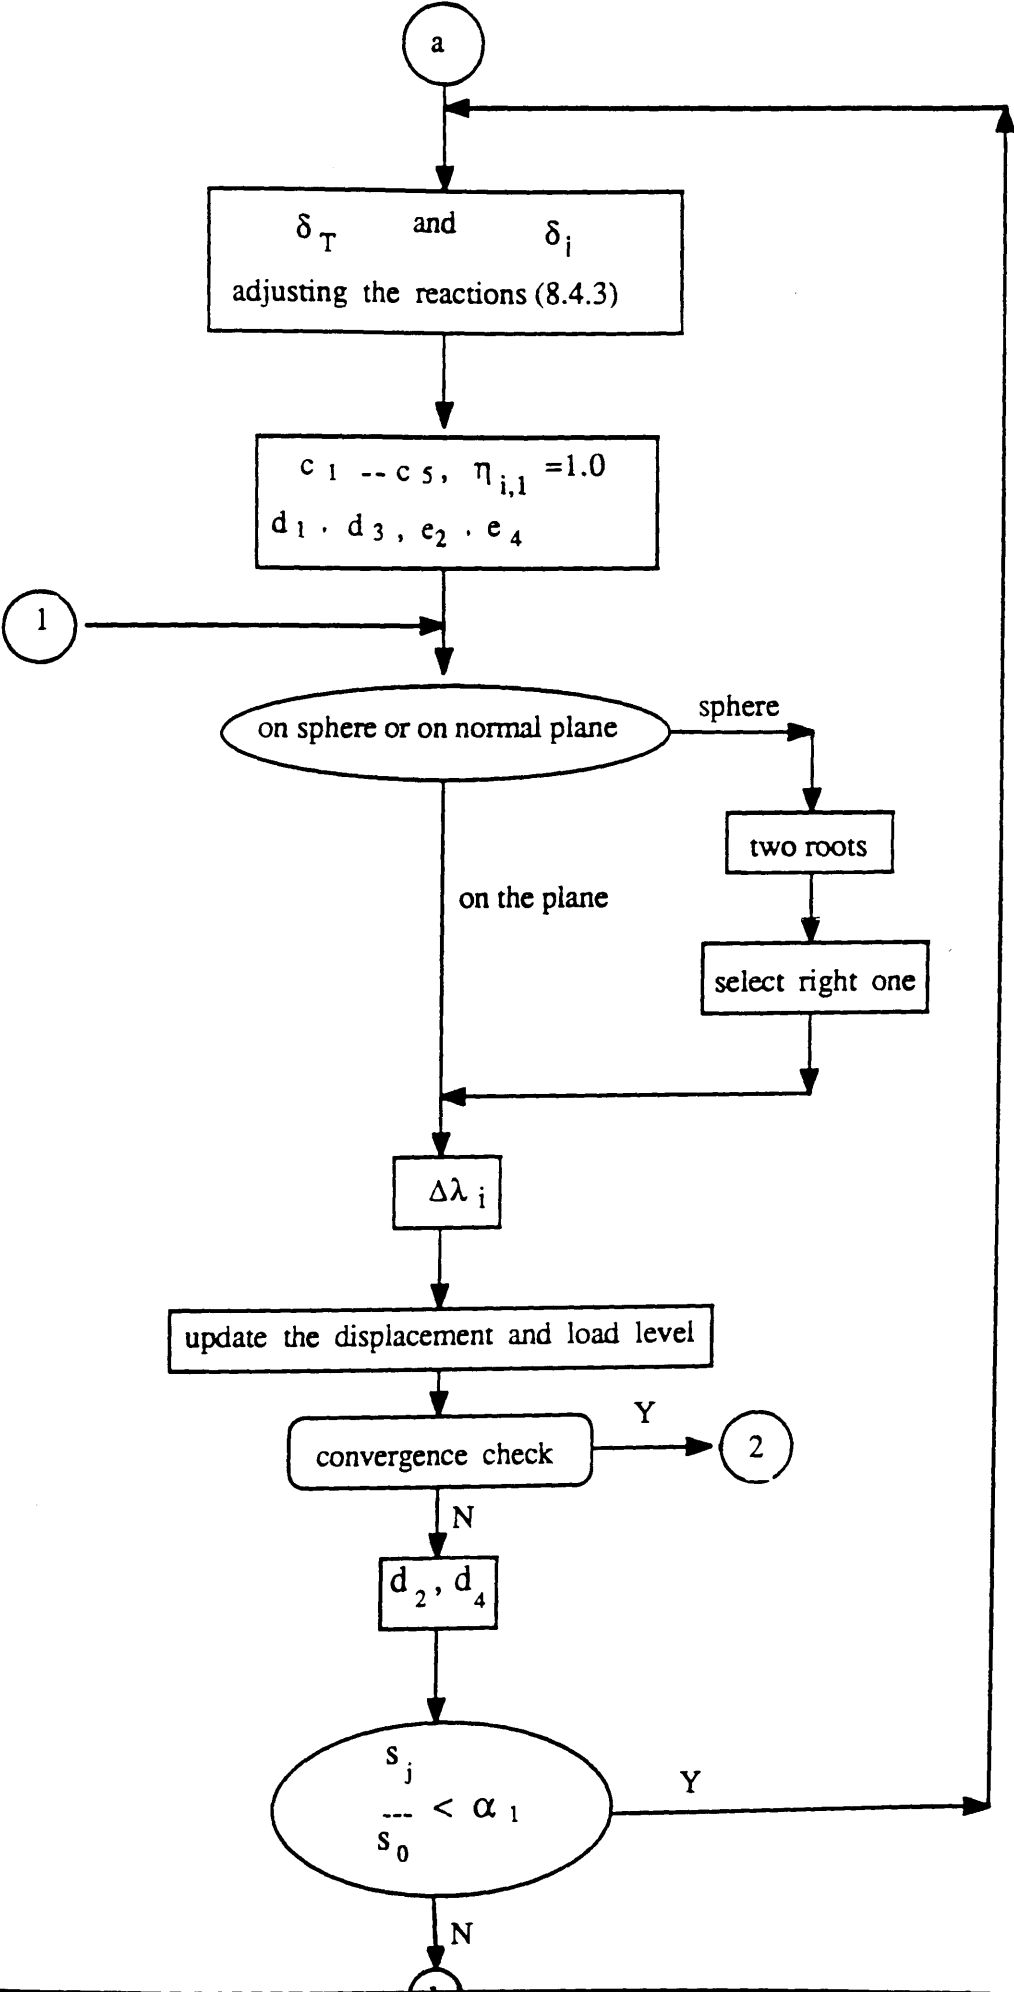 a
δ T and δ i
adjusting the reactions (8.4.3)
c 1 -- c 5, η i,1 =1.0
d 1 . d 3 , e 2 . e 4
1
on sphere or on normal plane
sphere
two roots
on the plane
select right one
Δλ i
update the displacement and load level
Y
convergence check
2
N
d 2 , d 4
s j
--- < α 1
s 0
Y
N